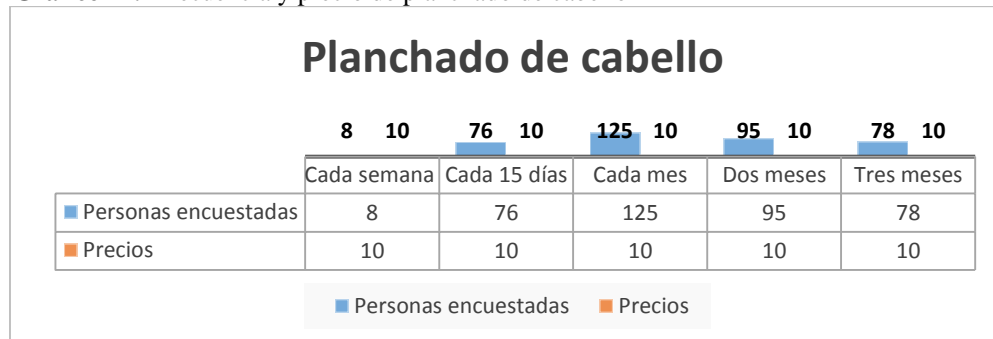 Planchado de cabello
8 10 76 10 125 10 95 10 78 10
Cada semana Cada 15 días Cada mes Dos meses Tres meses
Personas encuestadas 8 76 125 95 78
Precios 10 10 10 10 10
Personas encuestadas Precios